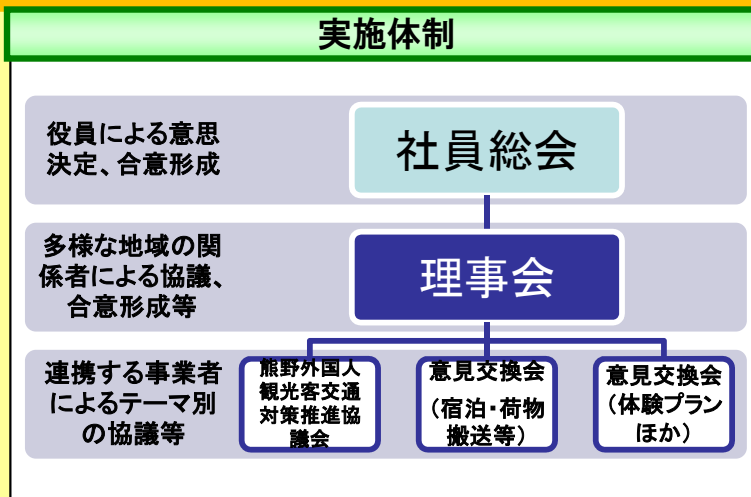 実施体制
役員による意思
決定、合意形成
社員総会
多様な地域の関
係者による協議、
合意形成等
理事会
連携する事業者
によるテーマ別
の協議等
熊野外国人
観光客交通
対策推進協
議会
意見交換会
（宿泊・荷物
搬送等）
意見交換会
（体験プラン
ほか）